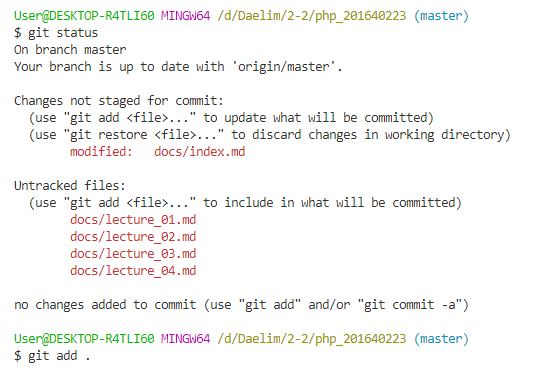 User@DESKTOP-R4TLI60 MINGW64 /d/Daelim/2-2/php_201640223 (master)
$ git status
On branch master
Your branch is up to date with 'origin/master'.

Changes not staged for commit:
  (use "git add <file>..." to update what will be committed)
  (use "git restore <file>..." to discard changes in working directory)
        modified:   docs/index.md

Untracked files:
  (use "git add <file>..." to include in what will be committed)
        docs/lecture_01.md
        docs/lecture_02.md
        docs/lecture_03.md
        docs/lecture_04.md

no changes added to commit (use "git add" and/or "git commit -a")

User@DESKTOP-R4TLI60 MINGW64 /d/Daelim/2-2/php_201640223 (master)
$ git add .